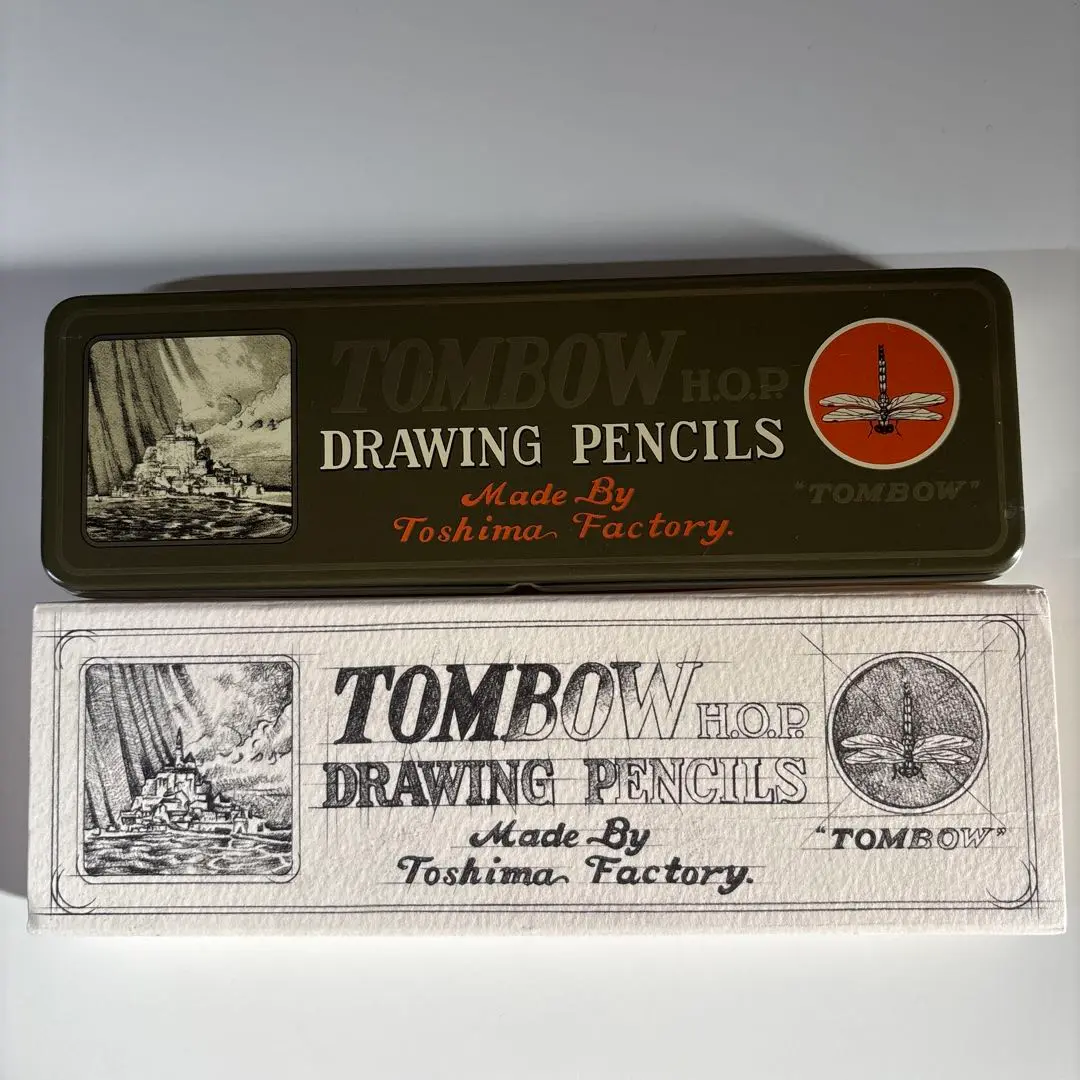 TOMBOW H.O.P.
DRAWING PENCILS
Made By
Toshima Factory.
"TOMBOW"
TOMBOW H.O.P.
DRAWING PENCILS
Made By
Toshima Factory.
"TOMBOW"